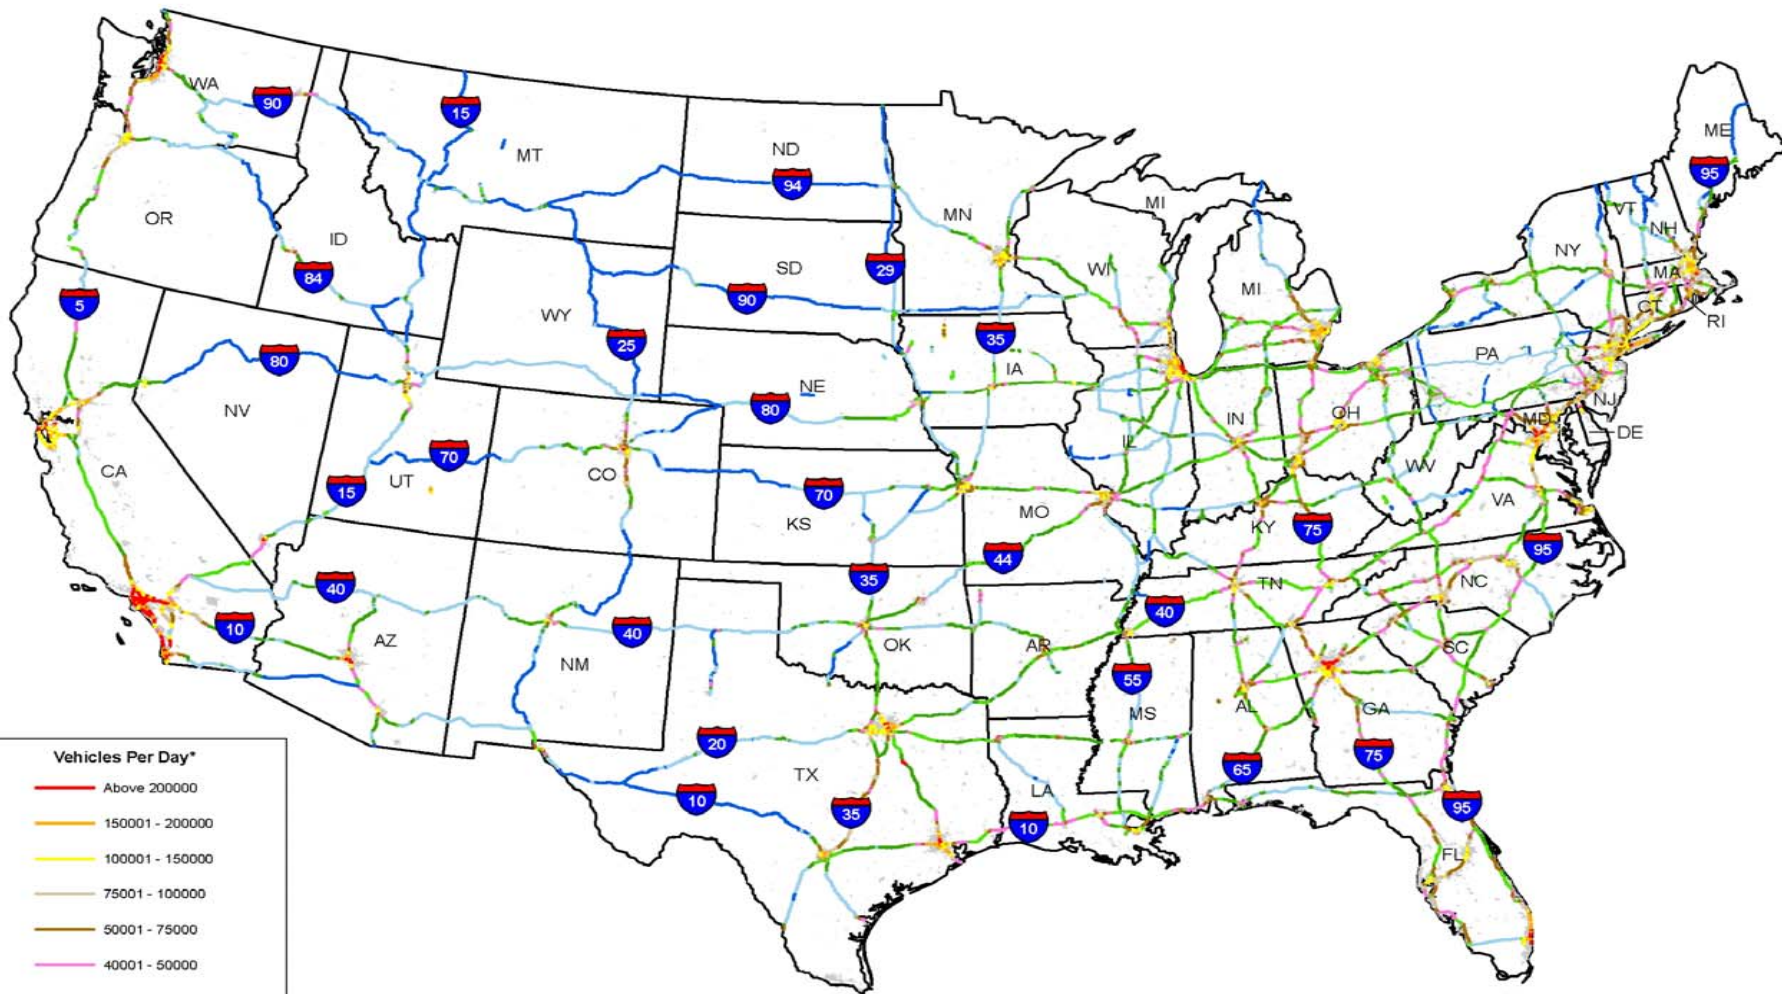 WA
90
15
MT
ND
94
MN
MI
ME
95
VT
NH
NY
MA
CT
RI
OR
ID
84
SD
29
90
WI
MI
5
WY
25
35
IA
PA
NJ
80
NV
NE
80
IL
IN
OH
MD
DE
CA
70
UT
15
CO
70
KS
MO
44
KY
75
WV
VA
95
40
10
AZ
NM
40
35
OK
AR
40
TN
NC
SC
55
MS
AL
GA
20
TX
10
35
LA
10
65
75
95
FL
Vehicles Per Day*
Above 200000
150001 - 200000
100001 - 150000
75001 - 100000
50001 - 75000
40001 - 50000